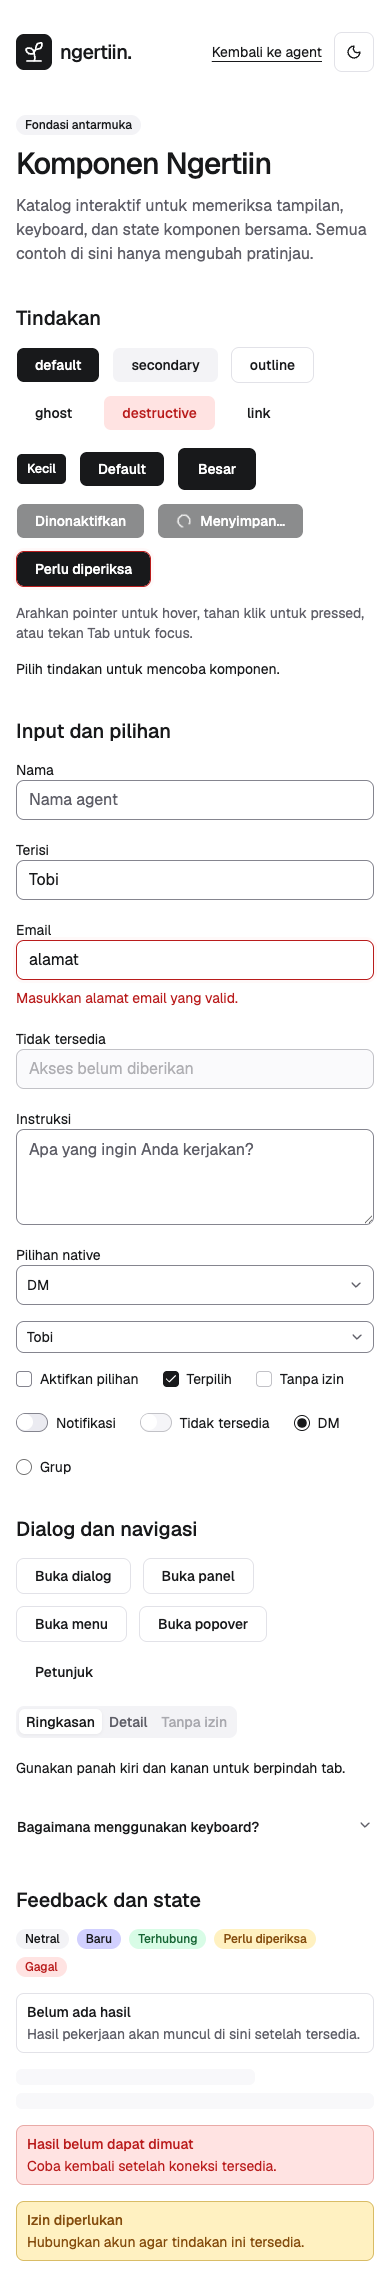 ngertiin.
Kembali ke agent
Fondasi antarmuka
Komponen Ngertiin
Katalog interaktif untuk memeriksa tampilan,
keyboard, dan state komponen bersama. Semua
contoh di sini hanya mengubah pratinjau.
Tindakan
default
secondary
outline
ghost
destructive
link
Kecil
Default
Besar
Dinonaktifkan
Menyimpan...
Perlu diperiksa
Arahkan pointer untuk hover, tahan klik untuk pressed,
atau tekan Tab untuk focus.
Pilih tindakan untuk mencoba komponen.
Input dan pilihan
Nama
Nama agent
Terisi
Tobi
Email
alamat
Masukkan alamat email yang valid.
Tidak tersedia
Akses belum diberikan
Instruksi
Apa yang ingin Anda kerjakan?
Pilihan native
DM
Tobi
Aktifkan pilihan
Terpilih
Tanpa izin
Notifikasi
Tidak tersedia
DM
Grup
Dialog dan navigasi
Buka dialog
Buka panel
Buka menu
Buka popover
Petunjuk
Ringkasan
Detail
Tanpa izin
Gunakan panah kiri dan kanan untuk berpindah tab.
Bagaimana menggunakan keyboard?
Feedback dan state
Netral
Baru
Terhubung
Perlu diperiksa
Gagal
Belum ada hasil
Hasil pekerjaan akan muncul di sini setelah tersedia.
Hasil belum dapat dimuat
Coba kembali setelah koneksi tersedia.
Izin diperlukan
Hubungkan akun agar tindakan ini tersedia.